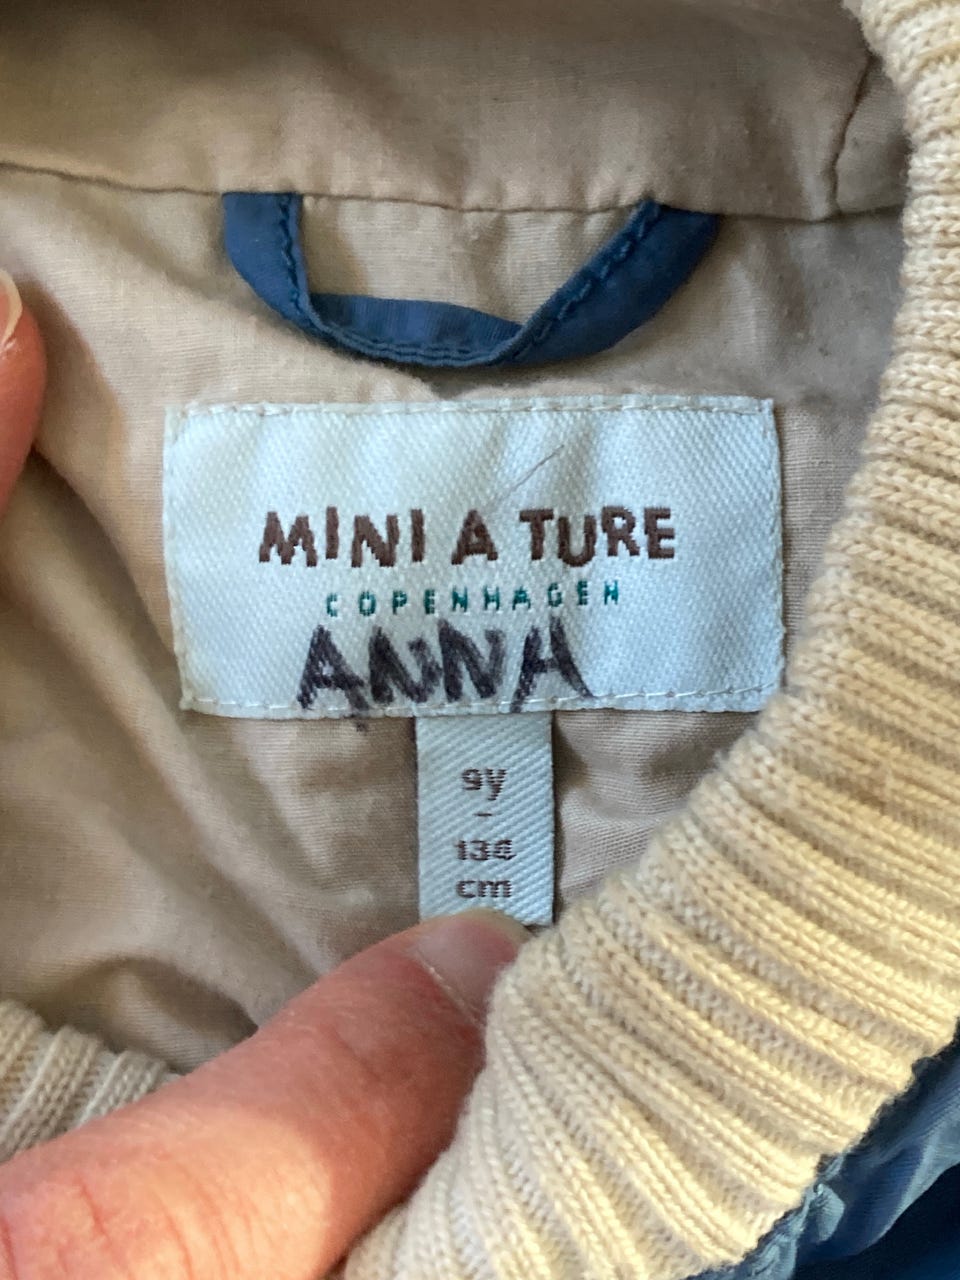 MINI A TURE
COPENHAGEN
ANNA
9y
-
134
cm